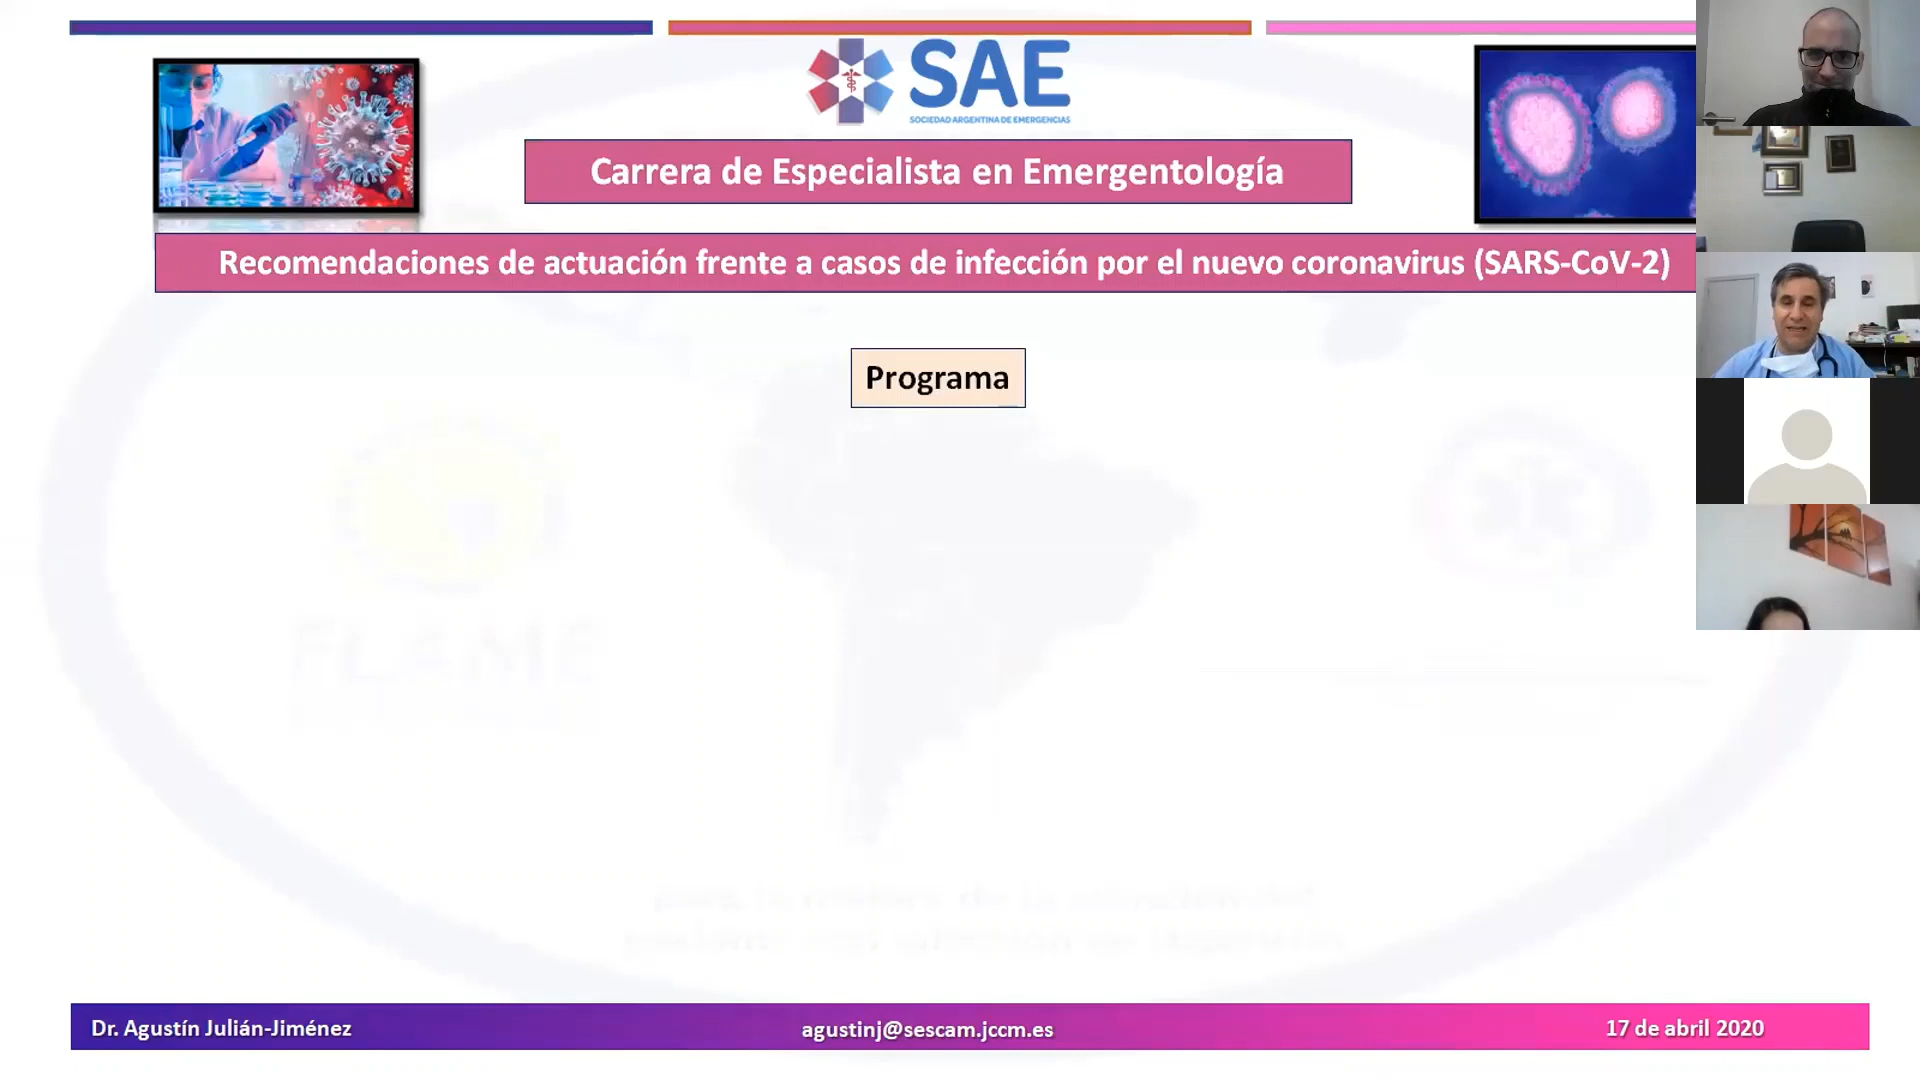 SAE
SOCIEDAD ARGENTINA DE EMERGENCIAS
Carrera de Especialista en Emergentología
Recomendaciones de actuación frente a casos de infección por el nuevo coronavirus (SARS-CoV-2)
Programa
FLAME
Dr. Agustín Julián-Jiménez
agustinj@sescam.jccm.es
17 de abril 2020